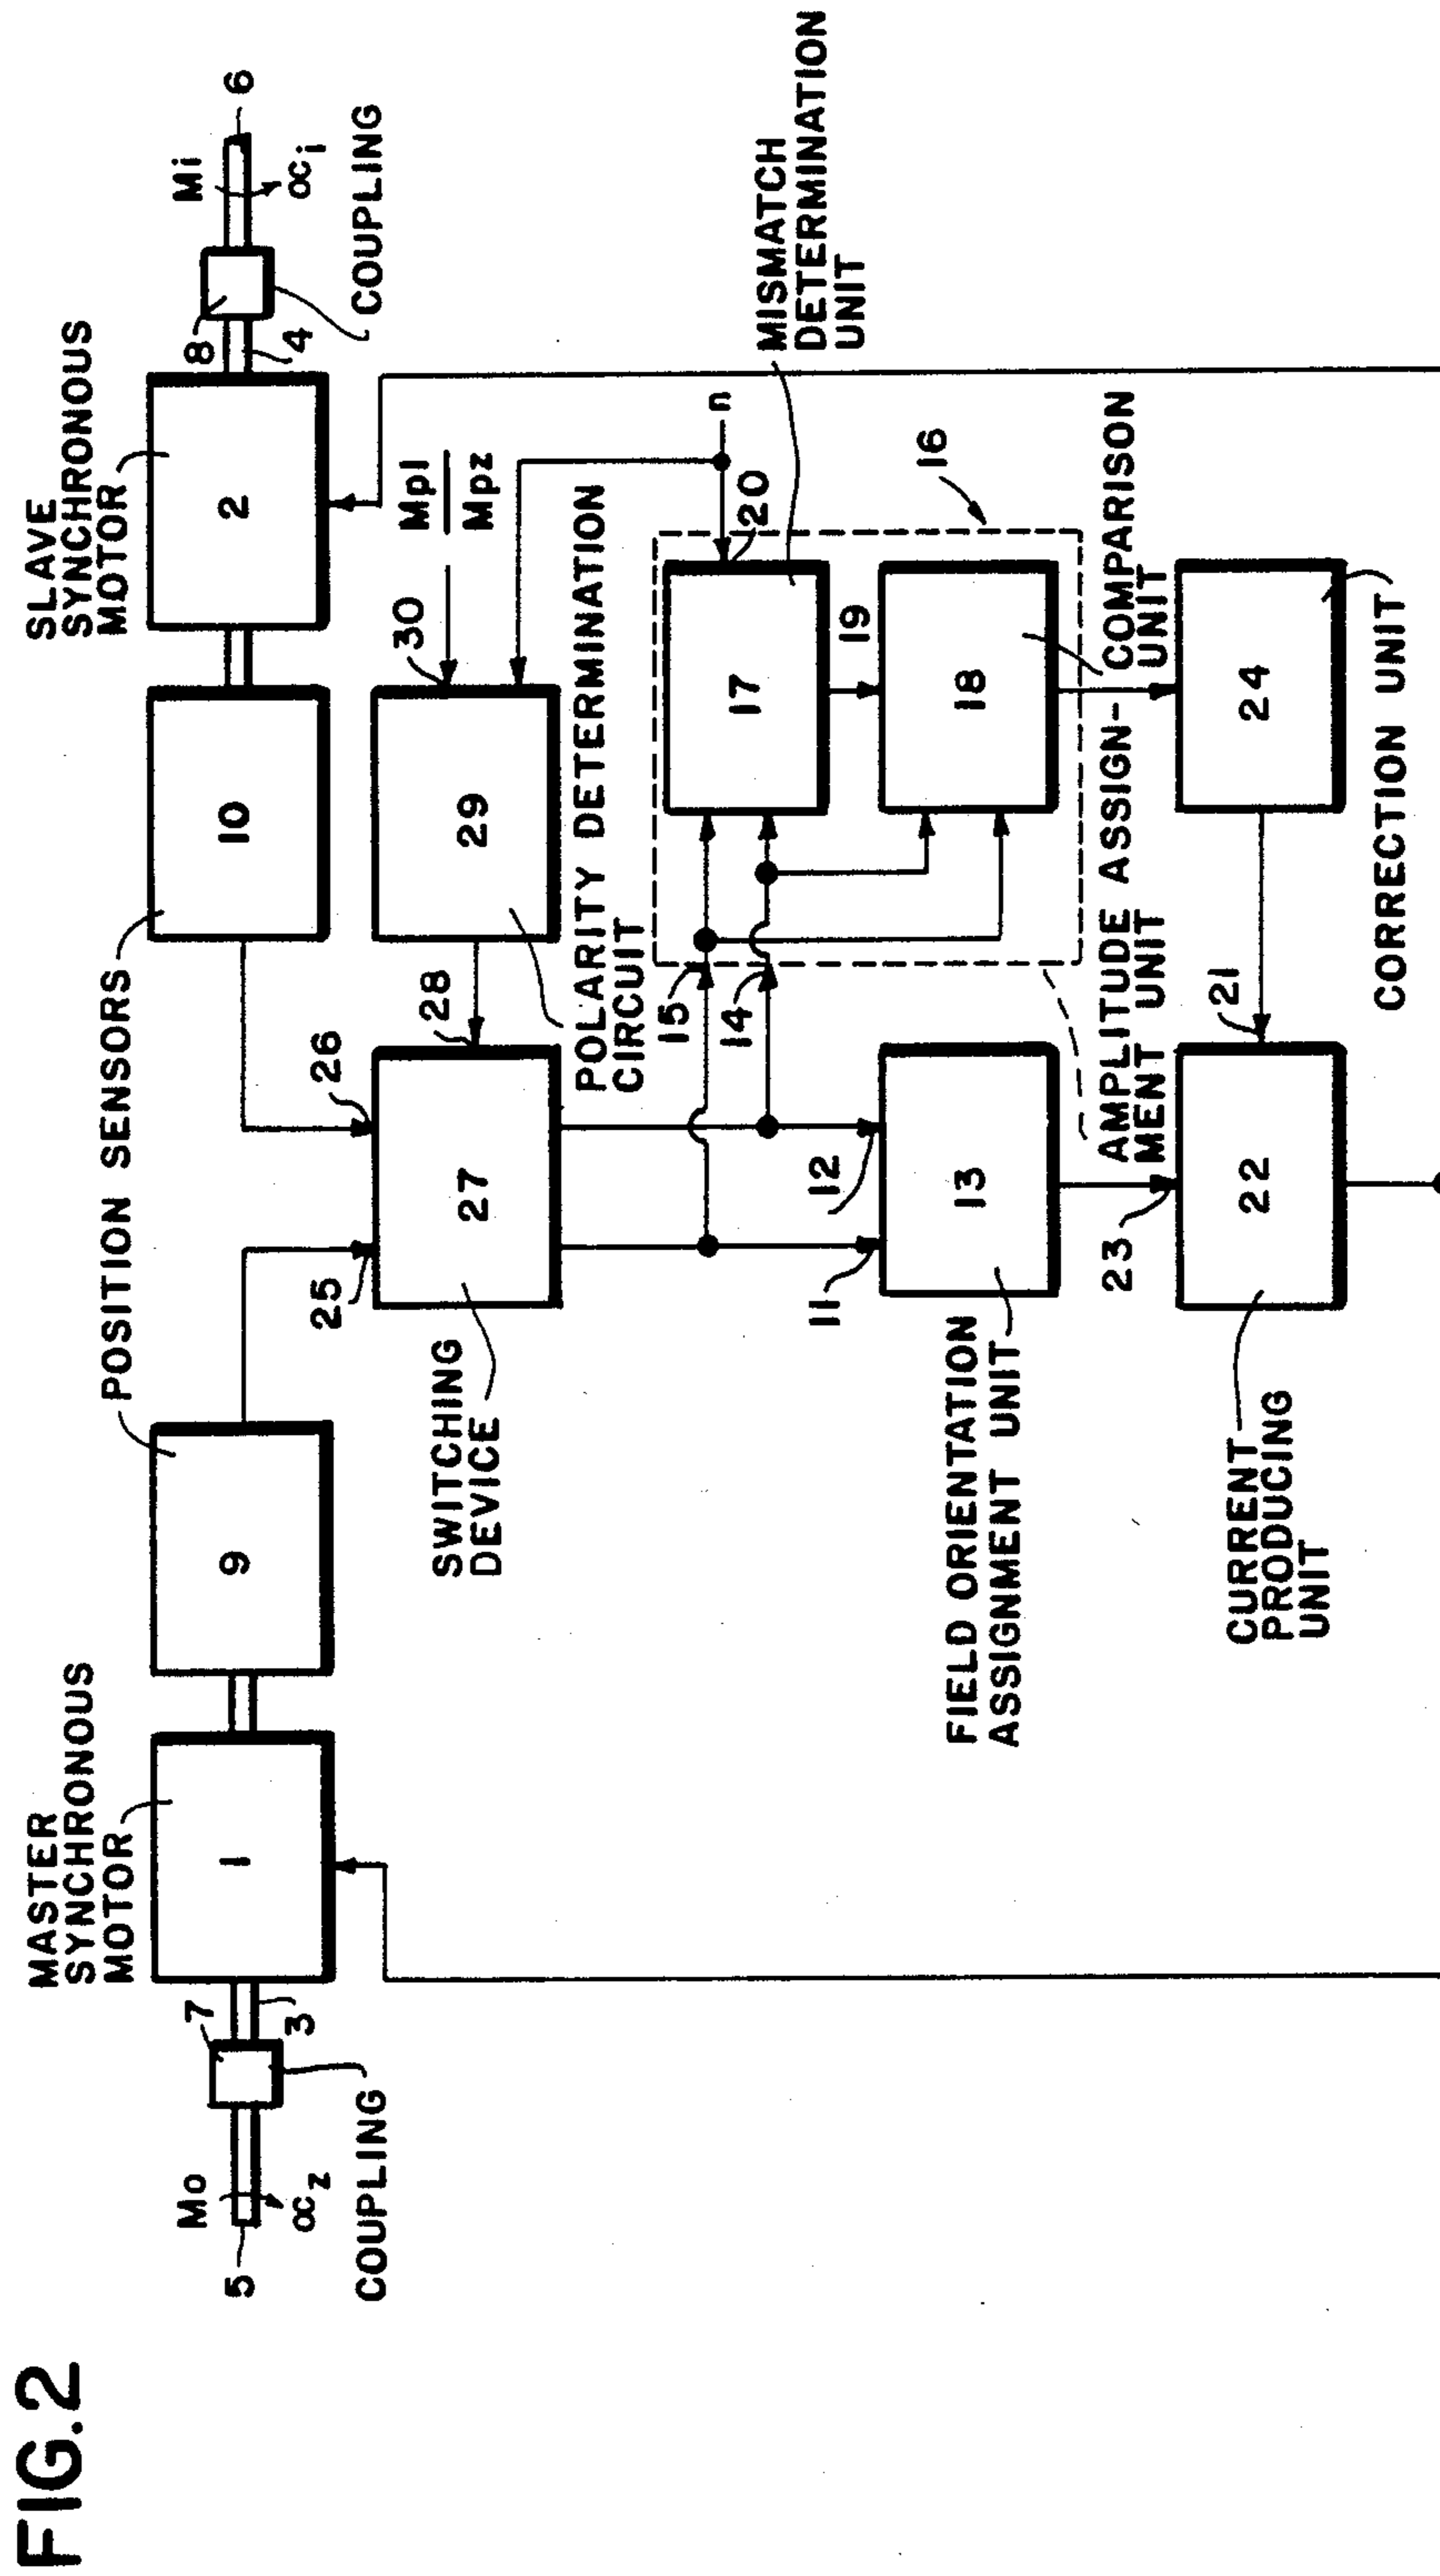 FIG.2
MASTER
SYNCHRONOUS
MOTOR
SLAVE
SYNCHRONOUS
MOTOR
POSITION SENSORS
Mo
7
Mi
8
5
1
9
10
2
6
∝z
3
4
∝i
COUPLING
COUPLING
25
26
28
30
Mpl
Mpz
SWITCHING
DEVICE
27
29
POLARITY DETERMINATION
CIRCUIT
n
15
14
20
17
MISMATCH
DETERMINATION
UNIT
11
12
19
16
FIELD ORIENTATION
ASSIGNMENT UNIT
13
18
23
AMPLITUDE ASSIGN-
MENT UNIT
COMPARISON
UNIT
21
CURRENT
PRODUCING
UNIT
22
24
CORRECTION UNIT